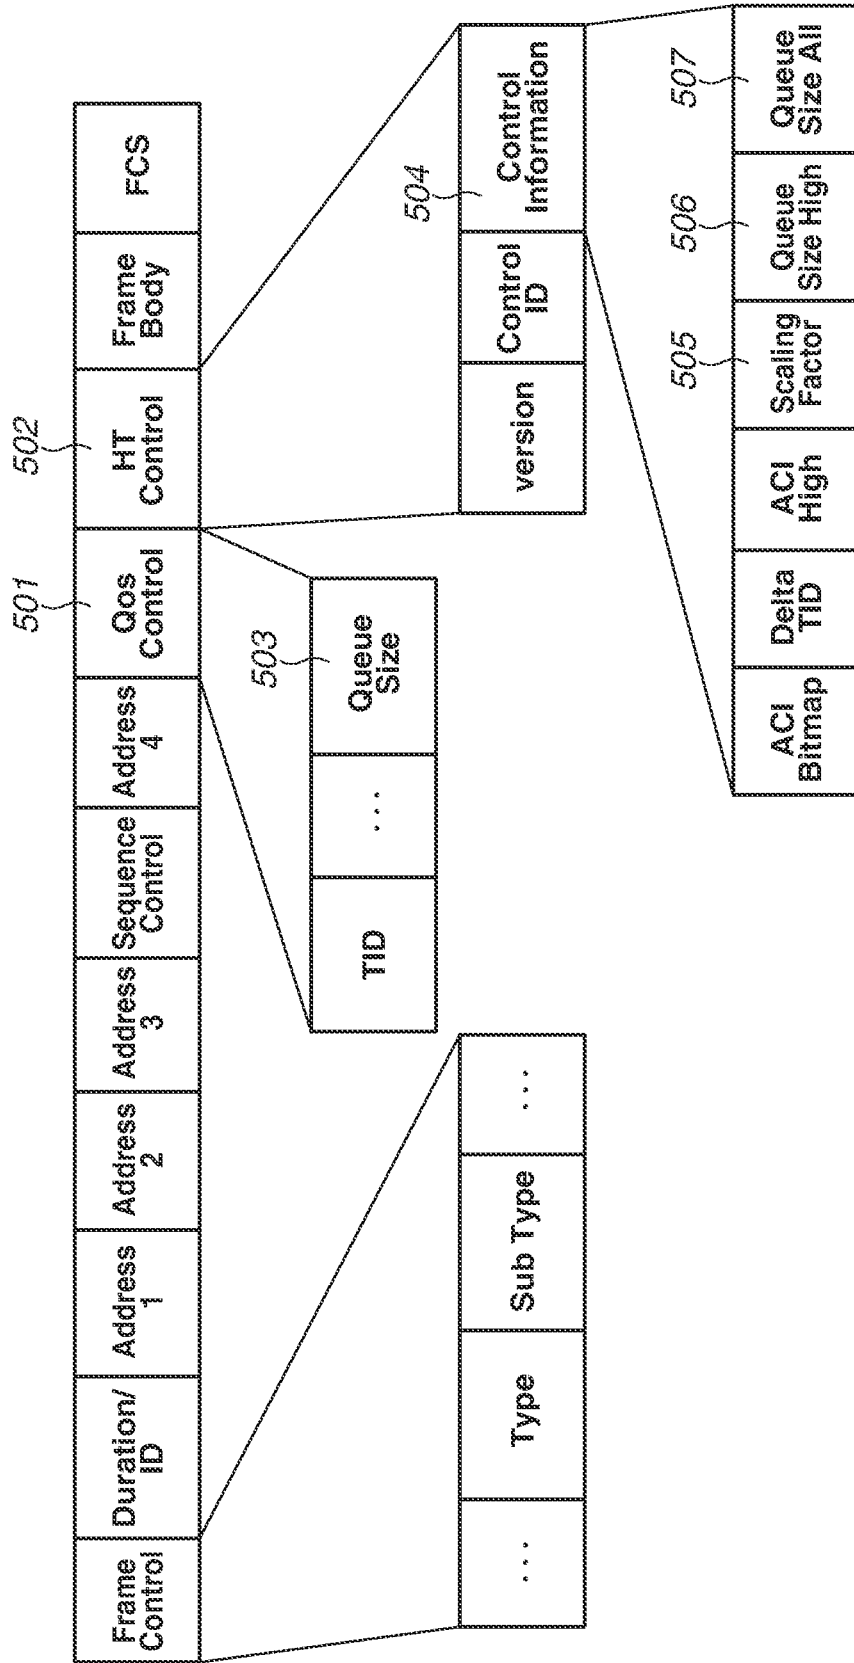 501
502
Frame
Control
Duration/
ID
Address
1
Address
2
Address
3
Sequence
Control
Address
4
Qos
Control
HT
Control
Frame
Body
FCS
503
TID
...
Queue
Size
504
...
Type
Sub Type
...
version
Control
ID
Control
Information
505
506
507
ACI
Bitmap
Delta
TID
ACI
High
Scaling
Factor
Queue
Size High
Queue
Size All